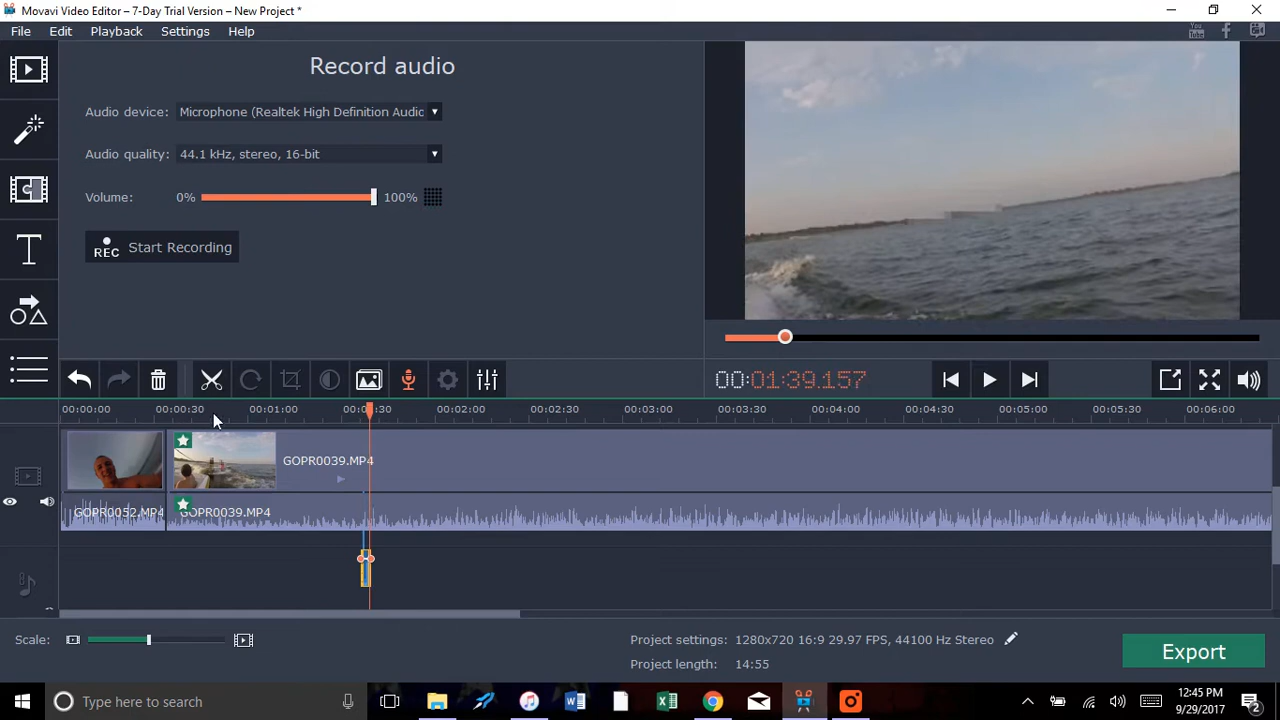 Movavi Video Editor – 7-Day Trial Version – New Project *
File Edit Playback Settings Help
You Tube
Record audio
Audio device: Microphone (Realtek High Definition Audic
Audio quality: 44.1 kHz, stereo, 16-bit
Volume: 0% 100%
REC Start Recording
00:01:39.157
00:00:00 00:00:30 00:01:00 00:01:30 00:02:00 00:02:30 00:03:00 00:03:30 00:04:00 00:04:30 00:05:00 00:05:30 00:06:00
GOPR0039.MP4
GOPR0052.MP4 GOPR0039.MP4
Scale: Project settings: 1280x720 16:9 29.97 FPS, 44100 Hz Stereo
Project length: 14:55
Export
Type here to search
12:45 PM
9/29/2017
2